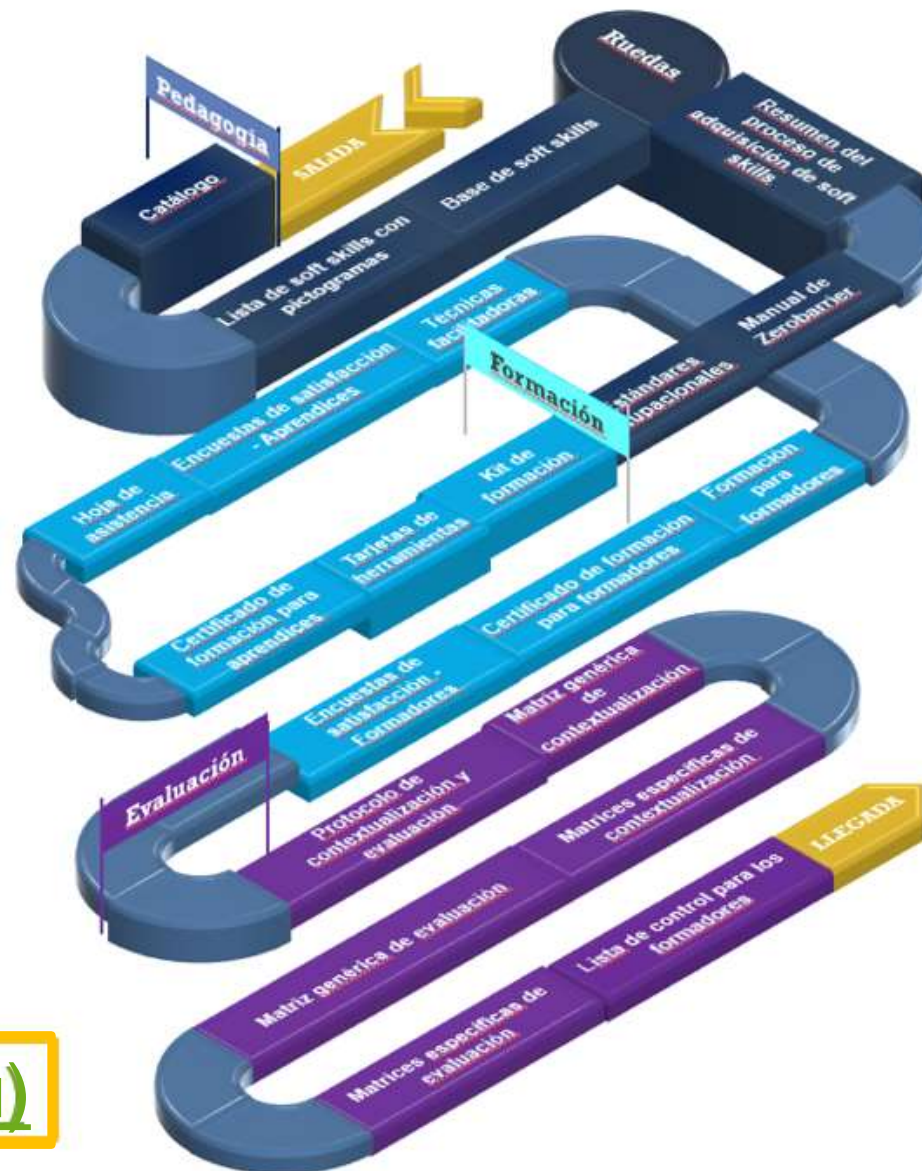 Pedagogía
SALIDA
Catálogo
Lista de soft skills con
pictogramas
Base de soft skills
Ruedas
Resumen del
proceso de
adquisición de soft
skills
Manual de
Zerobarrier
Formación
Kit de
formación
Tarjetas de
herramientas
Certificado de
formación para
aprendices
Hoja de
asistencia
Encuestas de satisfacción
- Aprendices
Técnicas
facilitadoras
Formación
para
formadores
Certificado de formación
para formadores
Encuestas de
satisfacción -
Formadores
Evaluación
Protocolo de
contextualización y
evaluación
Matriz genérica
de
contextualización
Matrices específicas de
contextualización
Matriz genérica de evaluación
Matrices específicas de
evaluación
Lista de control para los
formadores
LLEGADA